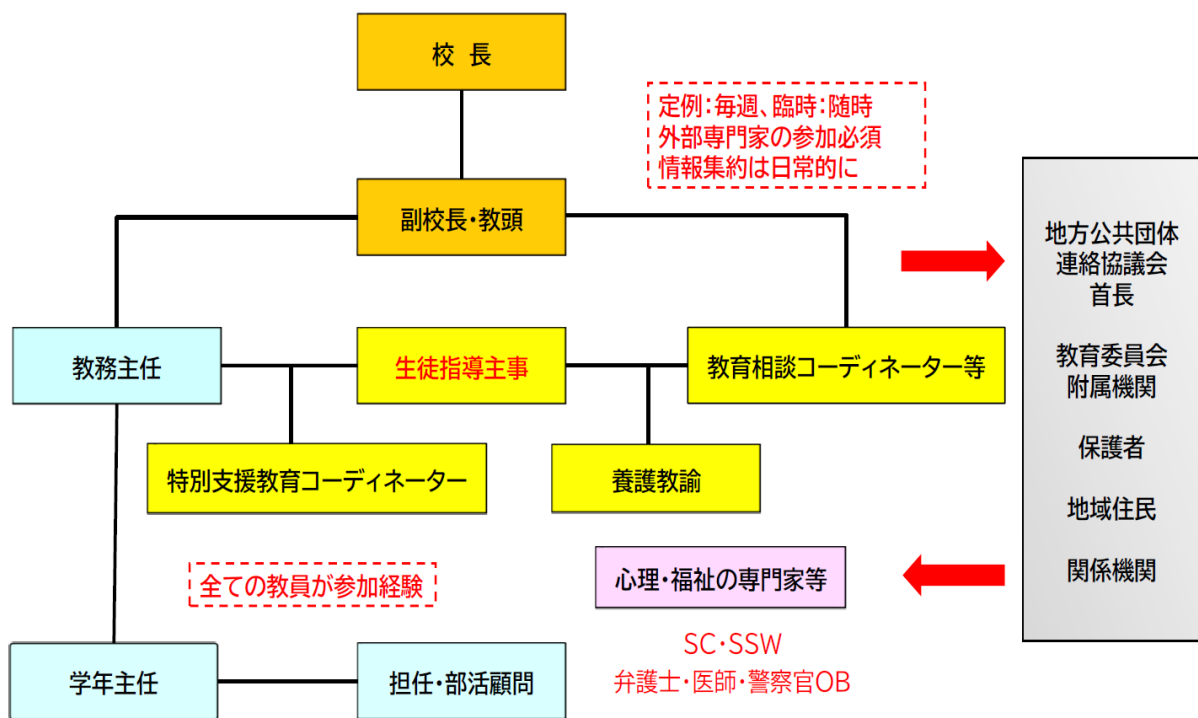 校 長
定例：毎週、臨時：随時
外部専門家の参加必須
情報集約は日常的に
副校長・教頭
地方公共団体
連絡協議会
首長
教育委員会
附属機関
保護者
地域住民
関係機関
教務主任
生徒指導主事
教育相談コーディネーター等
特別支援教育コーディネーター
養護教諭
全ての教員が参加経験
心理・福祉の専門家等
SC・SSW
弁護士・医師・警察官OB
学年主任
担任・部活顧問